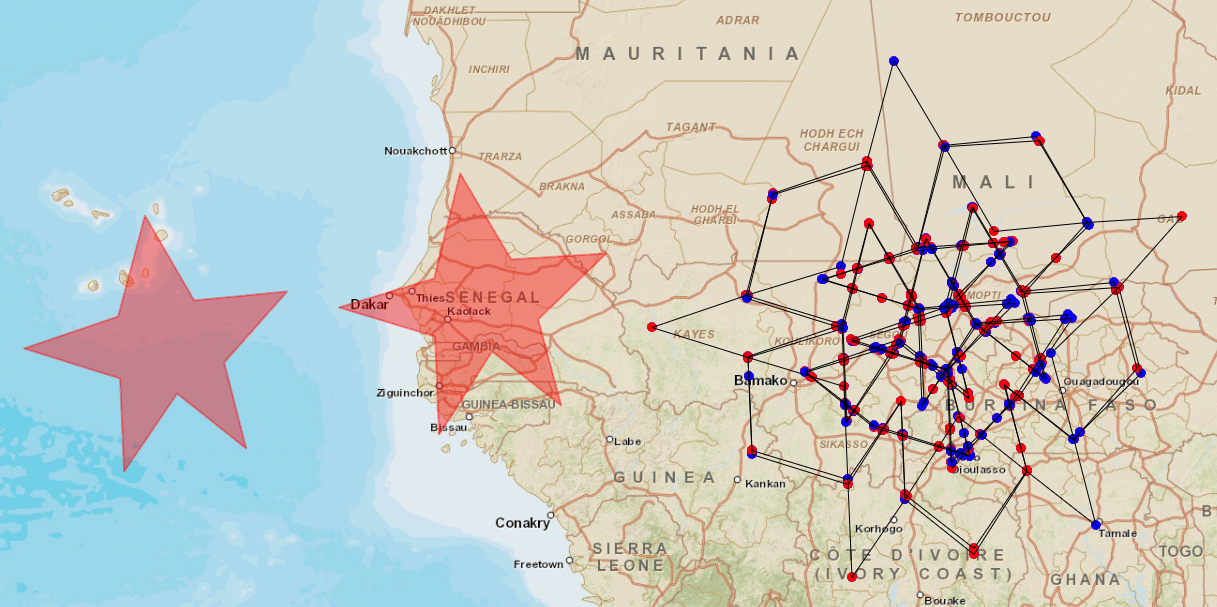 DAKHLET
NOUÂDHIBOU
ADRAR
TOMBOUCTOU
MAURITANIA
INCHIRI
KIDAL
TAGANT
HODH ECH
CHARGUI
Nouakchott
TRARZA
MALI
BRAKNA
ASSABA
HODH EL
GHARBI
GORGOL
Dakar
Thies
SENEGAL
Kaolack
MOPTI
KAYES
KOULIKORO
GAMBIA
Bamako
Ouagadougou
Ziguinchor
GUINEA-BISSAU
BURKINA FASO
Bissau
Labe
SIKASSO
GUINEA
Kankan
Dioulasso
Conakry
Korhogo
Tamale
SIERRA
LEONE
Freetown
CÔTE D'IVOIRE
(IVORY COAST)
TOGO
GHANA
Bouake